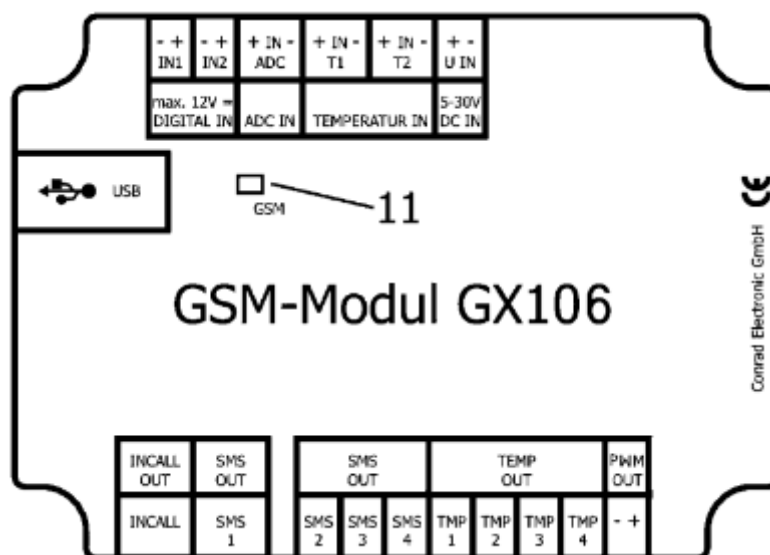 - + - + + IN - + IN - + IN - + -
IN1 IN2 ADC T1 T2 U IN
max. 12V = 5-30V
DIGITAL IN ADC IN TEMPERATUR IN DC IN
USB
GSM
11
GSM-Modul GX106
CE
Conrad Electronic GmbH
INCALL SMS SMS TEMP PWM
OUT OUT OUT OUT OUT
INCALL SMS SMS SMS SMS TMP TMP TMP TMP - +
1 2 3 4 1 2 3 4